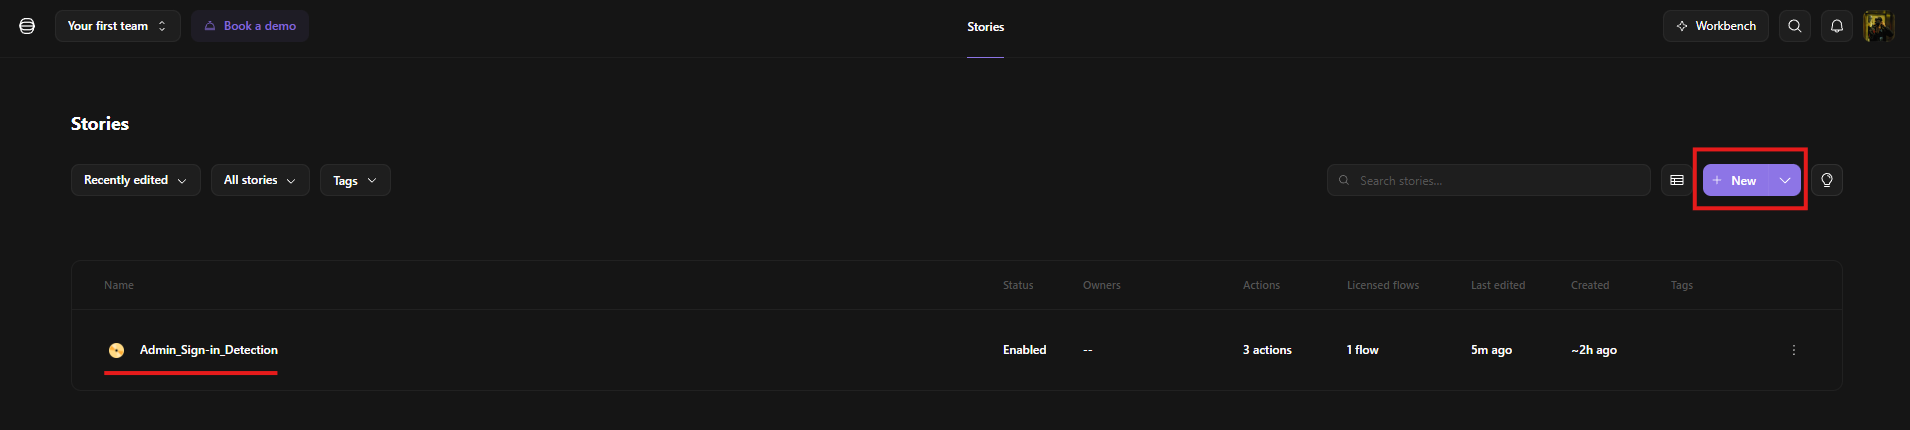 Your first team
Book a demo
Stories
Workbench
Stories
Recently edited
All stories
Tags
Search stories...
+ New
Name Status Owners Actions Licensed flows Last edited Created Tags
Admin_Sign-in_Detection Enabled -- 3 actions 1 flow 5m ago ~2h ago